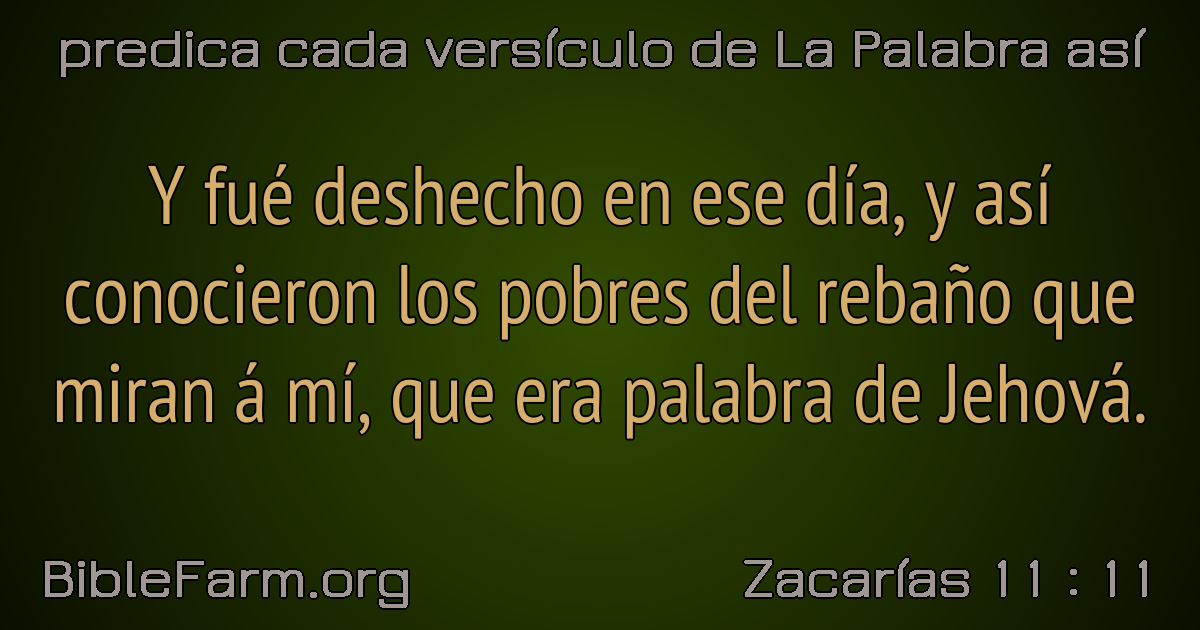 predica cada versículo de La Palabra así
Y fué deshecho en ese día, y así
conocieron los pobres del rebaño que
miran á mí, que era palabra de Jehová.
BibleFarm.org
Zacarías 11 : 11